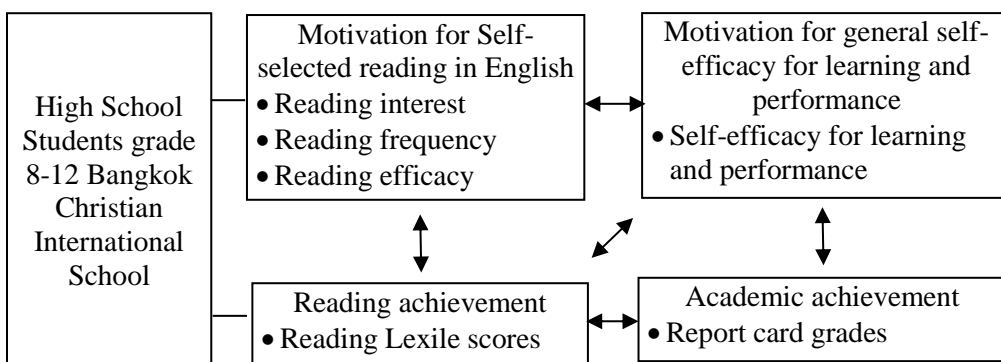 High School
Students grade
8-12 Bangkok
Christian
International
School
Motivation for Self-
selected reading in English
• Reading interest
• Reading frequency
• Reading efficacy
Motivation for general self-
efficacy for learning and
performance
• Self-efficacy for learning
and performance
Reading achievement
• Reading Lexile scores
Academic achievement
• Report card grades